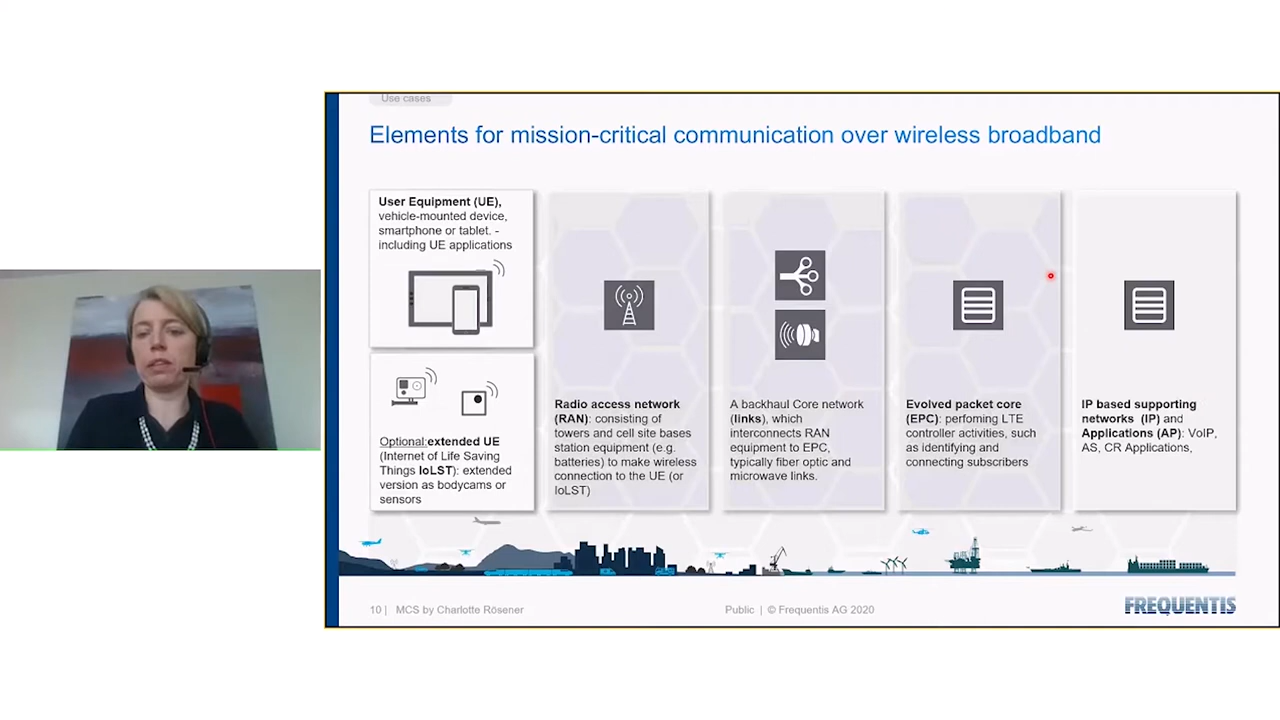 Use cases
Elements for mission-critical communication over wireless broadband
User Equipment (UE),
vehicle-mounted device,
smartphone or tablet. -
including UE applications
Optional:extended UE
(Internet of Life Saving
Things IoLST): extended
version as bodycams or
sensors
Radio access network
(RAN): consisting of
towers and cell site bases
station equipment (e.g.
batteries) to make wireless
connection to the UE (or
IoLST)
A backhaul Core network
(links), which
interconnects RAN
equipment to EPC,
typically fiber optic and
microwave links.
Evolved packet core
(EPC): perfoming LTE
controller activities, such
as identifying and
connecting subscribers
IP based supporting
networks (IP) and
Applications (AP): VoIP,
AS, CR Applications,
10 | MCS by Charlotte Rösener
Public | © Frequentis AG 2020
FREQUENTIS